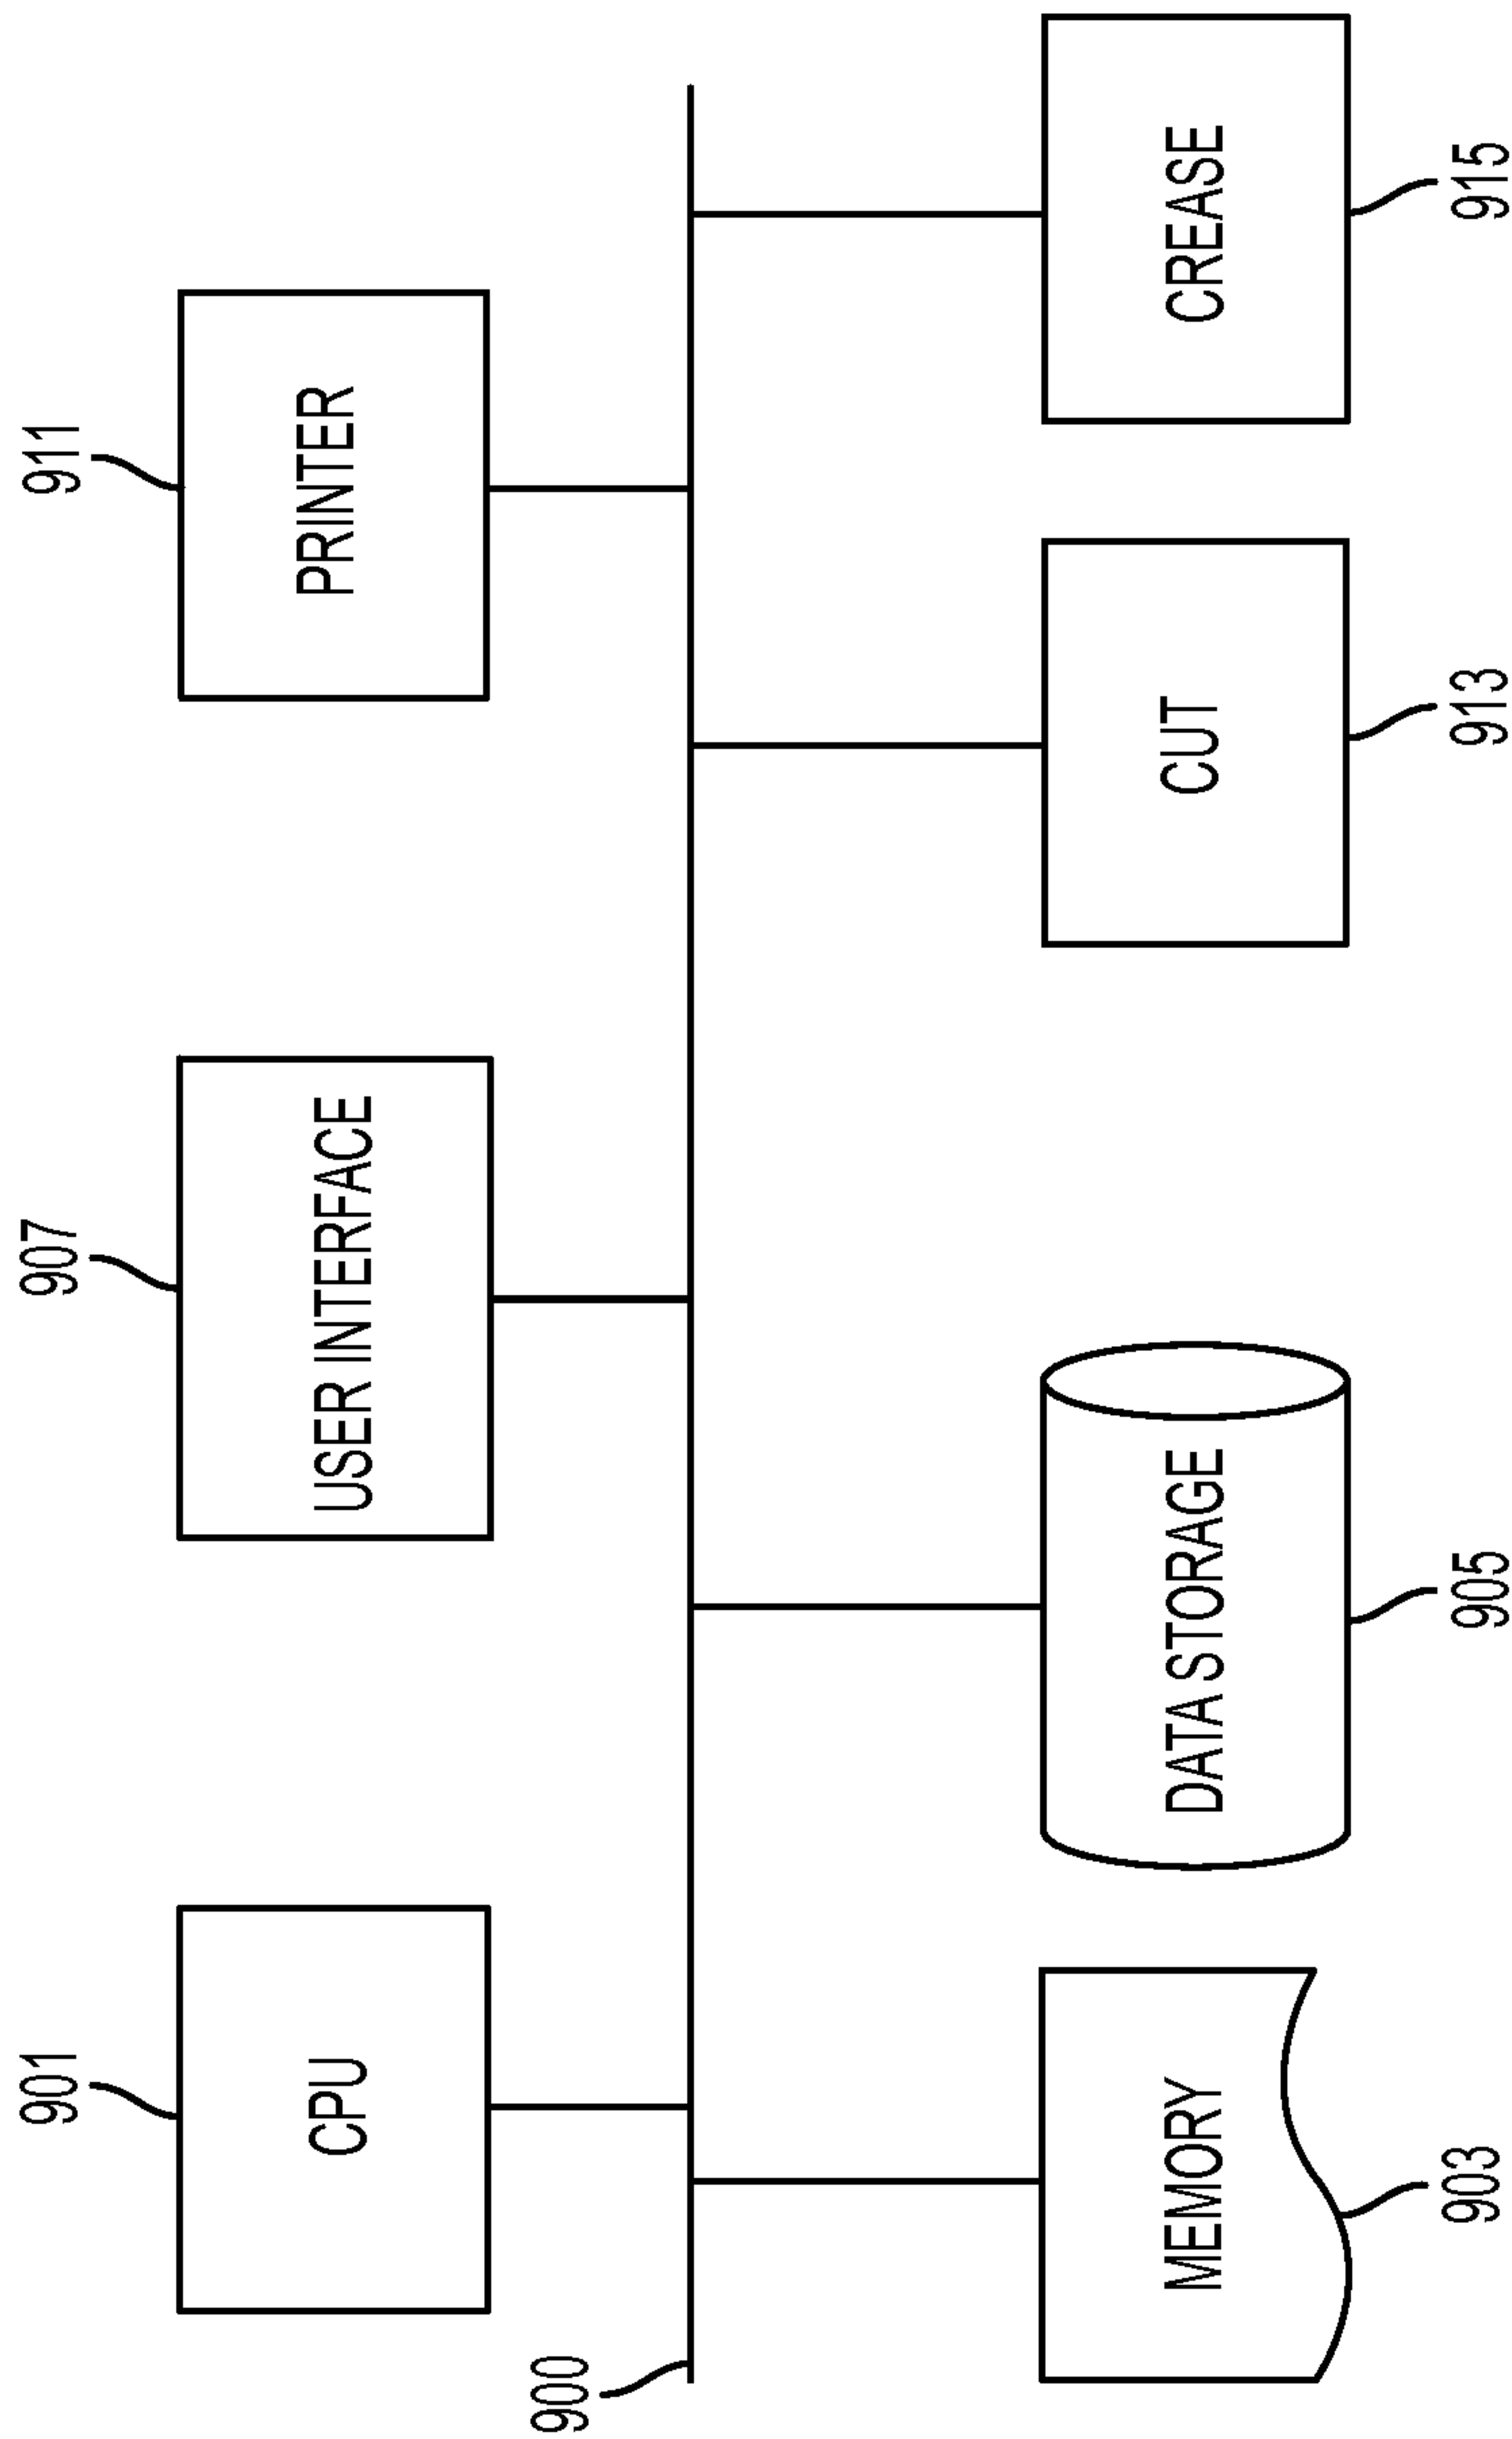 901
907
911
CPU
USER INTERFACE
PRINTER
900
MEMORY
DATA STORAGE
CUT
CREASE
903
905
913
915